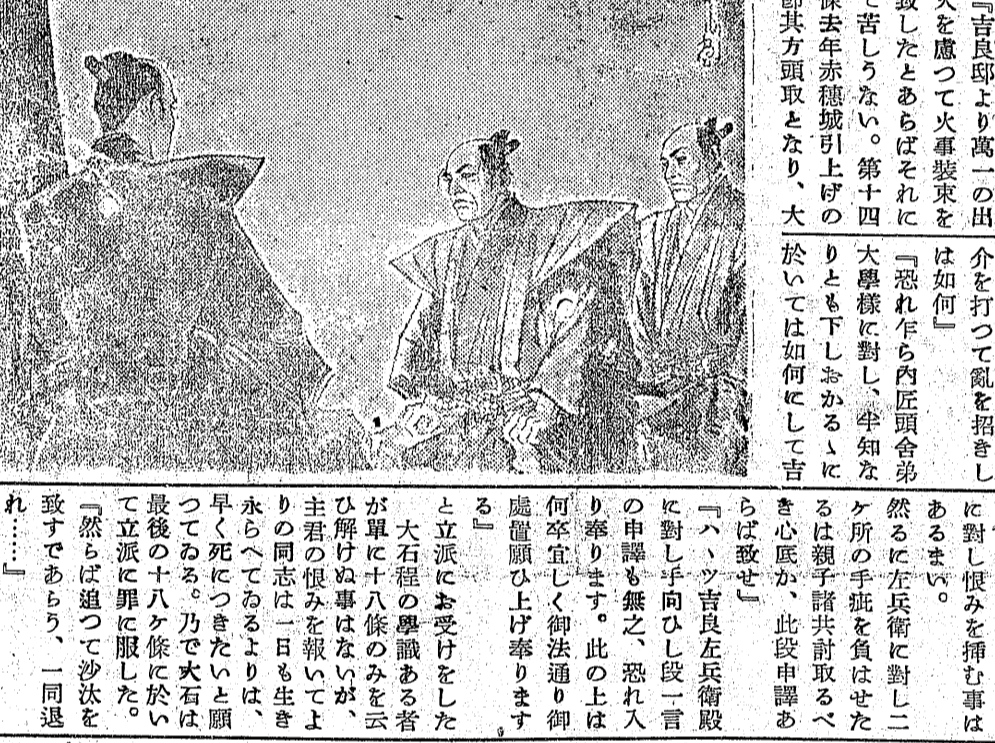 『吉良邸より萬一の出
火を慮つて火事裝束を
致したとあらばそれに
て苦しうない。第十四
條去年赤穗城引上げの
節其方頭取となり、大
介を打つて亂を招きし
は如何』
『恐れ乍ら內匠頭舍弟
大學樣に對し、半知な
りとも下しおかるゝに
於いては如何にして吉
に對し恨みを挿む事は
あるまい。
然るに左兵衞に對し二
ケ所の手疵を負はせた
るは親子諸共討取るべ
き心底か、此段申譯あ
らば致せ』
『ハヽツ吉良左兵衞殿
に對し手向ひし段一言
の申譯も無之、恐れ入
り奉ります。此の上は
何卒宜しく御法通り御
處置願ひ上げ奉ります
る』
と立派にお受けをした
大石程の學識ある者
が單に十八條のみを云
ひ解けぬ事はないが、
主君の恨みを報いてよ
りの同志は一日も生き
永らへてゐるよりは、
早く死につきたいと願
つてゐる。乃で大石は
最後の十八ケ條に於い
て立派に罪に服した。
『然らば追つて沙汰を
致すであらう、一同退
れ……』